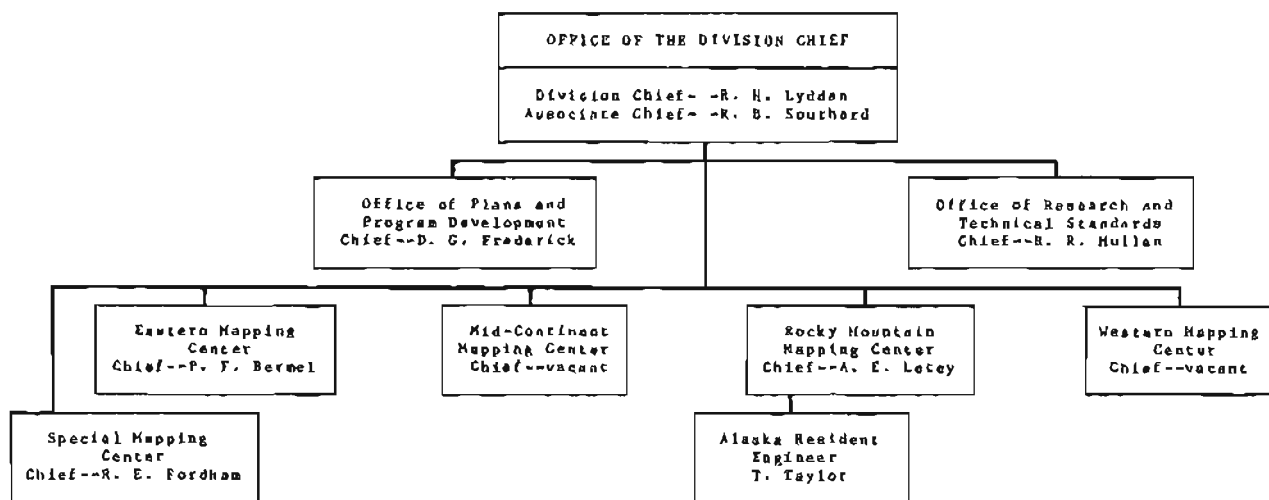 OFFICE OF THE DIVISION CHIEF
Division Chief--R. H. Lyddan
Associate Chief--R. B. Southard
Office of Plans and
Program Development
Chief--D. G. Frederick
Office of Research and
Technical Standards
Chief--R. R. Mullen
Eastern Mapping
Center
Chief--P. F. Bermel
Mid-Continent
Mapping Center
Chief--vacant
Rocky Mountain
Mapping Center
Chief--A. E. Letey
Western Mapping
Center
Chief--vacant
Special Mapping
Center
Chief--R. E. Fordham
Alaska Resident
Engineer
T. Taylor